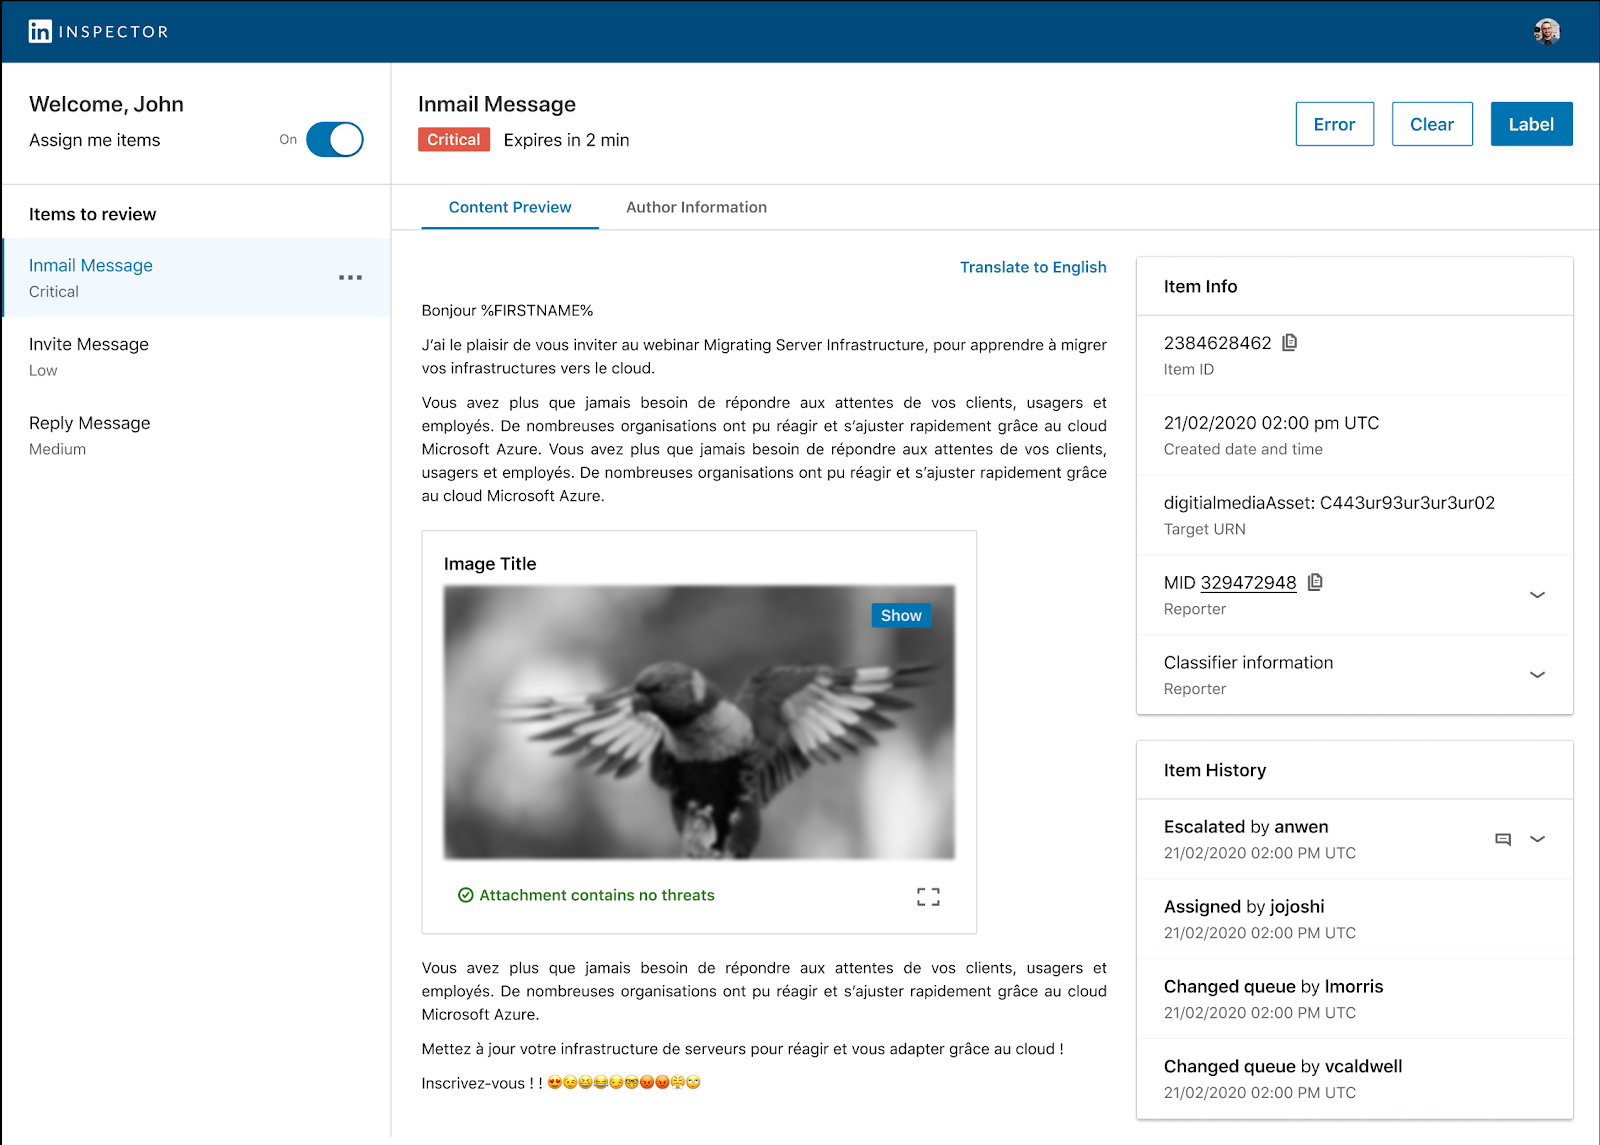 in INSPECTOR
Welcome, John
Assign me items
On
Items to review
Inmail Message
Critical
Invite Message
Low
Reply Message
Medium
Inmail Message
Critical Expires in 2 min
Error Clear Label
Content Preview Author Information
Translate to English
Bonjour %FIRSTNAME%
J’ai le plaisir de vous inviter au webinar Migrating Server Infrastructure, pour apprendre à migrer
vos infrastructures vers le cloud.
Vous avez plus que jamais besoin de répondre aux attentes de vos clients, usagers et
employés. De nombreuses organisations ont pu réagir et s’ajuster rapidement grâce au cloud
Microsoft Azure. Vous avez plus que jamais besoin de répondre aux attentes de vos clients,
usagers et employés. De nombreuses organisations ont pu réagir et s’ajuster rapidement grâce
au cloud Microsoft Azure.
Image Title
Show
Attachment contains no threats
Vous avez plus que jamais besoin de répondre aux attentes de vos clients, usagers et
employés. De nombreuses organisations ont pu réagir et s’ajuster rapidement grâce au cloud
Microsoft Azure.
Mettez à jour votre infrastructure de serveurs pour réagir et vous adapter grâce au cloud !
Inscrivez-vous ! ! 😍😉😆😂😏🤓😡😡😤🙄
Item Info
2384628462
Item ID
21/02/2020 02:00 pm UTC
Created date and time
digitialmediaAsset: C443ur93ur3ur3ur02
Target URN
MID 329472948
Reporter
Classifier information
Reporter
Item History
Escalated by anwen
21/02/2020 02:00 PM UTC
Assigned by jojoshi
21/02/2020 02:00 PM UTC
Changed queue by lmorris
21/02/2020 02:00 PM UTC
Changed queue by vcaldwell
21/02/2020 02:00 PM UTC